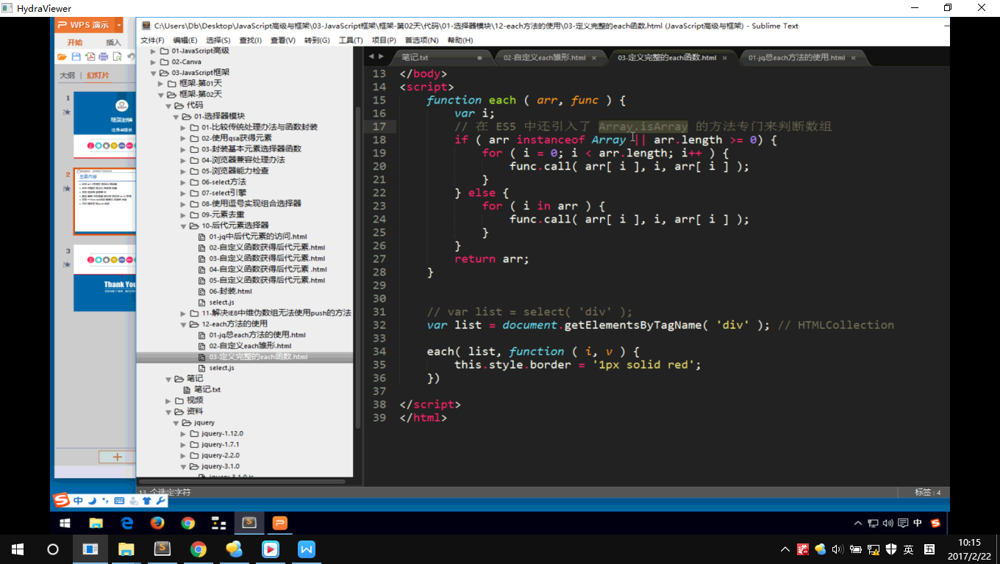 HydraViewer
WPS 演示
开始 插入
大纲 幻灯片
1
框架封装
选择器模块
2
主要内容
3
Thank You
C:\Users\Db\Desktop\JavaScript高级与框架\03-JavaScript框架\框架-第02天\代码\01-选择器模块\12-each方法的使用\03-定义完整的each函数.html (JavaScript高级与框架) - Sublime Text
文件(F) 编辑(E) 选择(S) 查找(I) 查看(V) 转到(G) 工具(T) 项目(P) 首选项(N) 帮助(H)
01-JavaScript高级
02-Canva
03-JavaScript框架
框架-第01天
框架-第02天
代码
01-选择器模块
01-比较传统处理办法与函数封装
02-使用qsa获得元素
03-封装基本元素选择器函数
04-浏览器兼容处理办法
05-浏览器能力检查
06-select方法
07-select引擎
08-使用逗号实现组合选择器
09-元素去重
10-后代元素选择器
01-jq中后代元素的访问.html
02-自定义函数获得后代元素.html
03-自定义函数获得后代元素.html
04-自定义函数获得后代元素 .html
05-自定义函数获得后代元素.html
06-封装.html
select.js
11-解决IE8中维伪数组无法使用push的方法
12-each方法的使用
01-jq总each方法的使用.html
02-自定义each雏形.html
03-定义完整的each函数.html
select.js
笔记
笔记.txt
视频
资料
jquery
jquery-1.12.0
jquery-1.7.1
jquery-2.2.0
jquery-3.1.0
jquery-3.1.0.js
笔记.txt 02-自定义each雏形.html × 03-定义完整的each函数.html × 01-jq总each方法的使用.html ×
13 </body>
14 <script>
15 function each ( arr, func ) {
16 var i;
17 // 在 ES5 中还引入了 Array.isArray 的方法专门来判断数组
18 if ( arr instanceof Array || arr.length >= 0) {
19 for ( i = 0; i < arr.length; i++ ) {
20 func.call( arr[ i ], i, arr[ i ] );
21 }
22 } else {
23 for ( i in arr ) {
24 func.call( arr[ i ], i, arr[ i ] );
25 }
26 }
27 return arr;
28 }
29
30
31 // var list = select( 'div' );
32 var list = document.getElementsByTagName( 'div' ); // HTMLCollection
33
34 each( list, function ( i, v ) {
35 this.style.border = '1px solid red';
36 })
37
38 </script>
39 </html>
13 个选定字符 标签: 4
中
中
英
10:15
2017/2/22